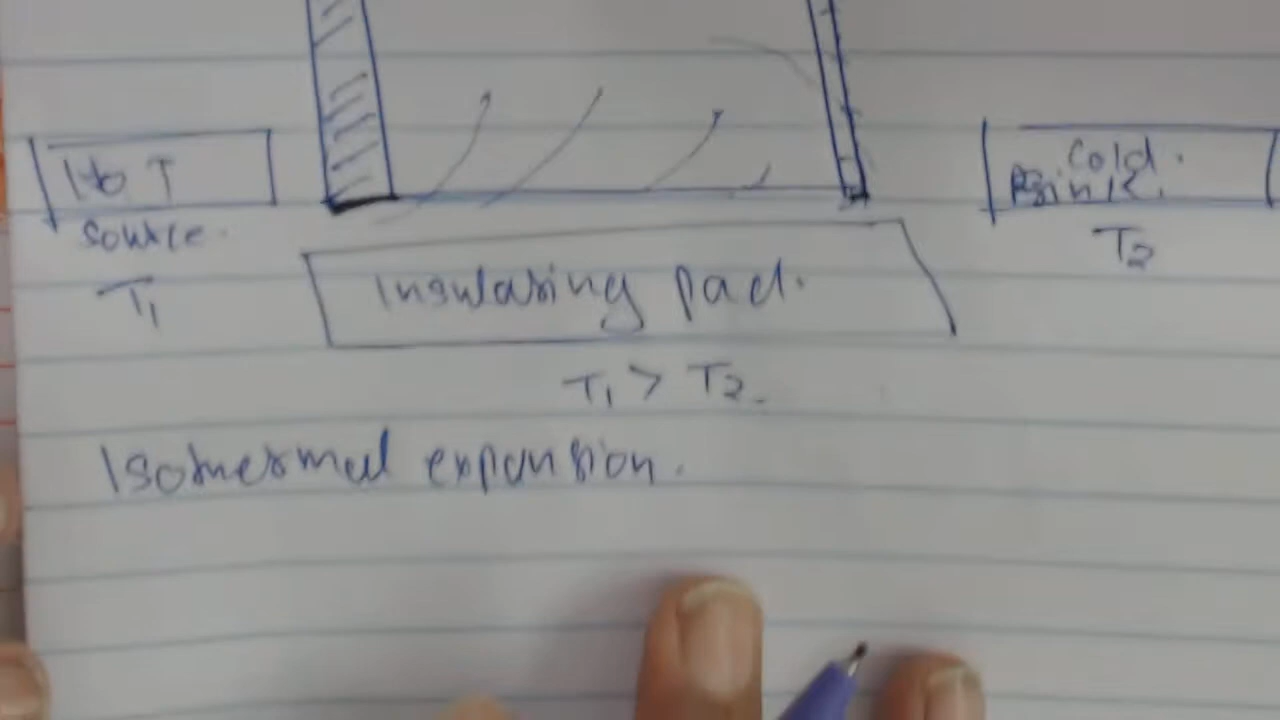 Hot
source.
T1
Cold.
Sink.
T2
Insulating pad.
T1 > T2.
Isothermal expansion.